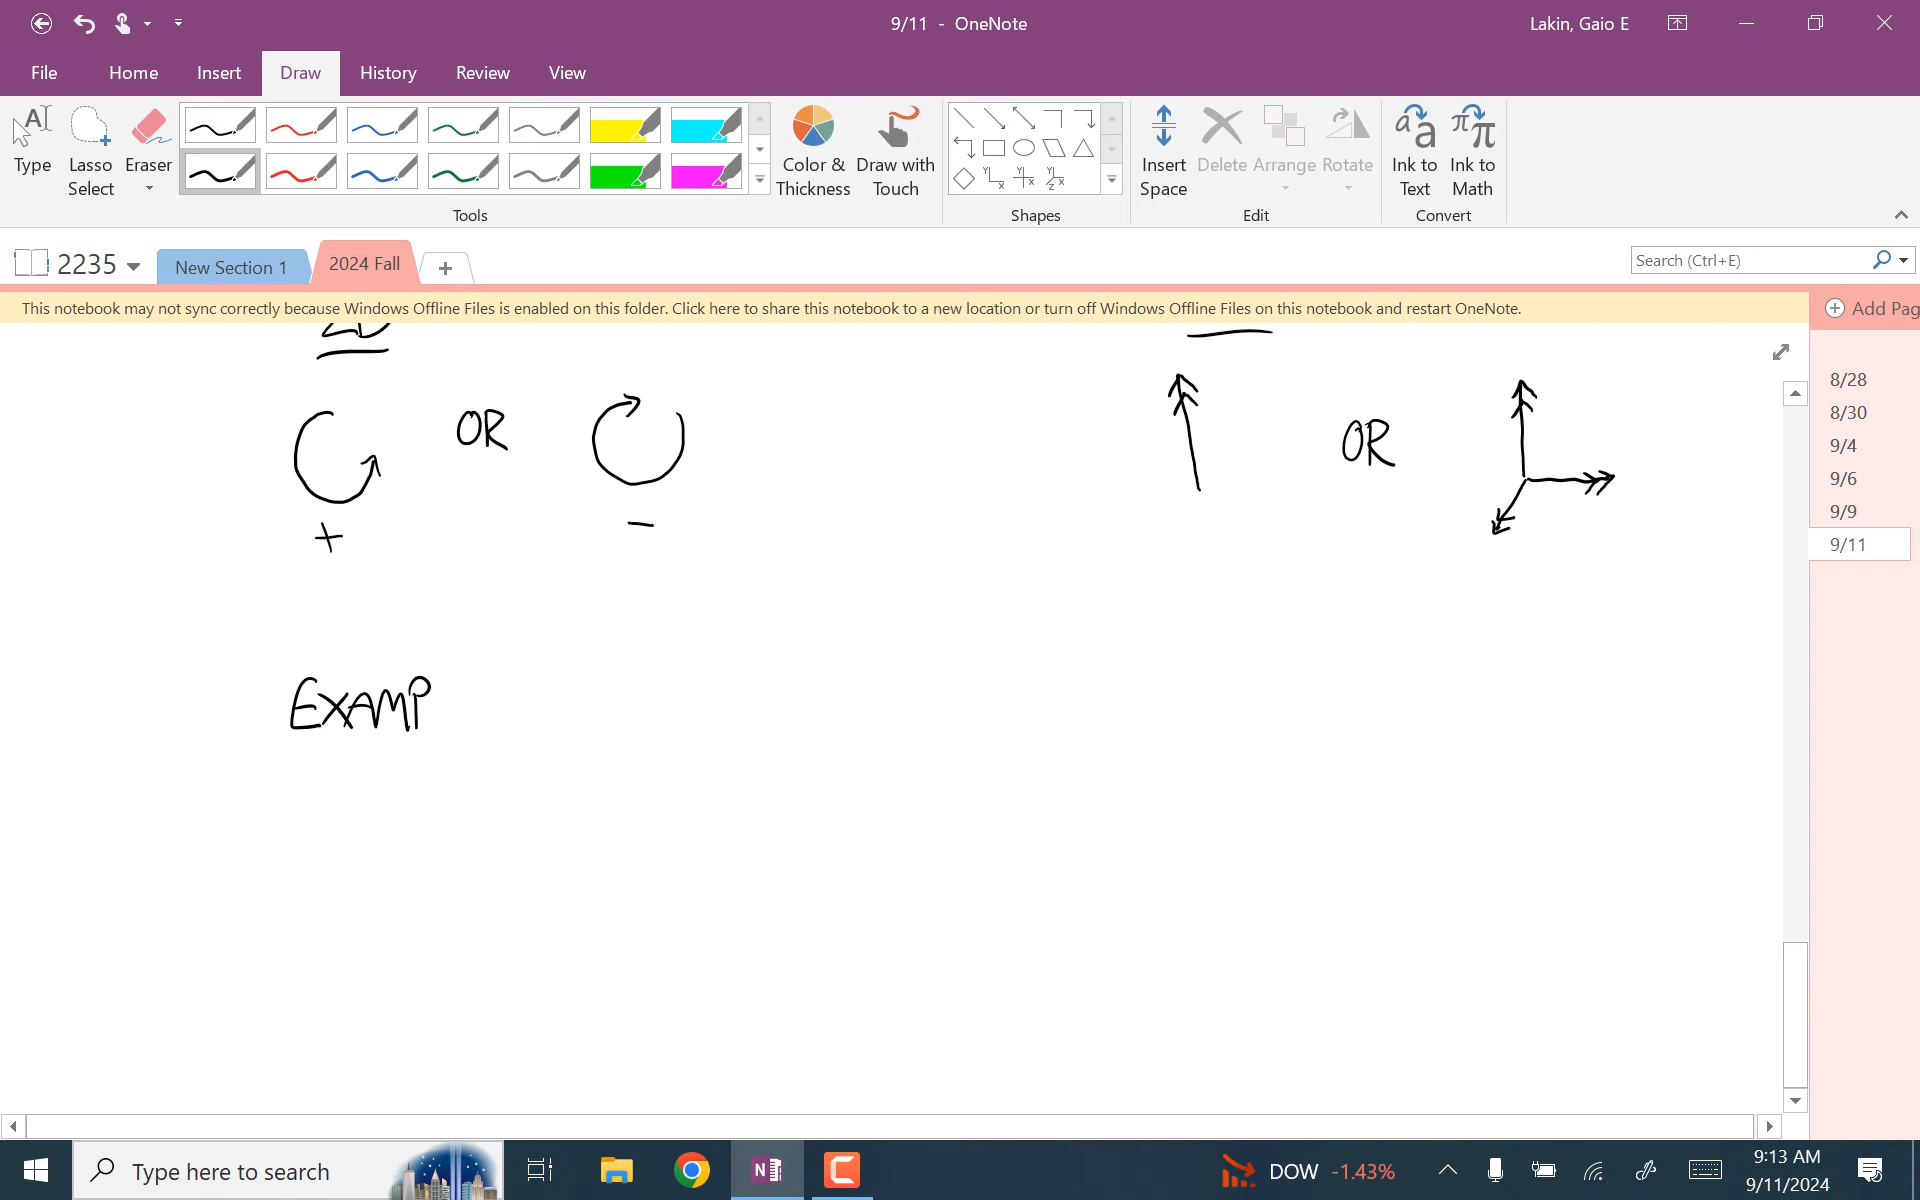 9/11 - OneNote
Lakin, Gaio E
File Home Insert Draw History Review View
Type
Lasso Select
Eraser
Color & Thickness
Draw with Touch
Tools
Shapes
Insert Space
Delete
Arrange
Rotate
Edit
Ink to Text
Ink to Math
Convert
2235
New Section 1
2024 Fall
Search (Ctrl+E)
This notebook may not sync correctly because Windows Offline Files is enabled on this folder. Click here to share this notebook to a new location or turn off Windows Offline Files on this notebook and restart OneNote.
Add Pag
8/28
8/30
9/4
9/6
9/9
9/11
2D
OR
OR
+
−
EXAMP
Type here to search
DOW -1.43%
9:13 AM
9/11/2024